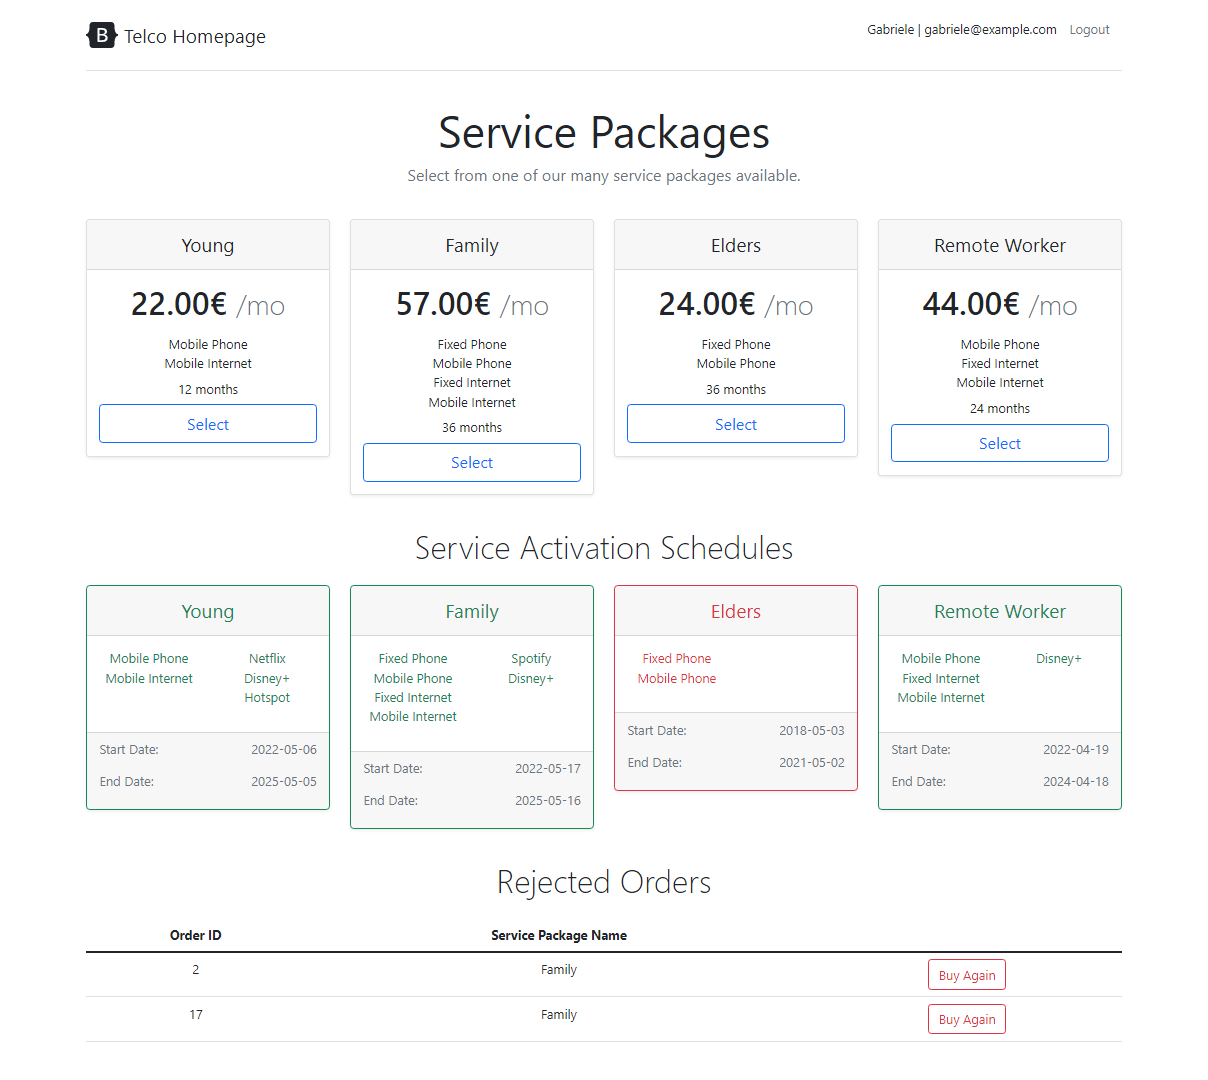 B Telco Homepage
Gabriele | gabriele@example.com Logout
Service Packages
Select from one of our many service packages available.
Young
22.00€ /mo
Mobile Phone
Mobile Internet
12 months
Select
Family
57.00€ /mo
Fixed Phone
Mobile Phone
Fixed Internet
Mobile Internet
36 months
Select
Elders
24.00€ /mo
Fixed Phone
Mobile Phone
36 months
Select
Remote Worker
44.00€ /mo
Mobile Phone
Fixed Internet
Mobile Internet
24 months
Select
Service Activation Schedules
Young
Mobile Phone Netflix
Mobile Internet Disney+
Hotspot
Start Date: 2022-05-06
End Date: 2025-05-05
Family
Fixed Phone Spotify
Mobile Phone Disney+
Fixed Internet
Mobile Internet
Start Date: 2022-05-17
End Date: 2025-05-16
Elders
Fixed Phone
Mobile Phone
Start Date: 2018-05-03
End Date: 2021-05-02
Remote Worker
Mobile Phone Disney+
Fixed Internet
Mobile Internet
Start Date: 2022-04-19
End Date: 2024-04-18
Rejected Orders
Order ID Service Package Name
2 Family Buy Again
17 Family Buy Again